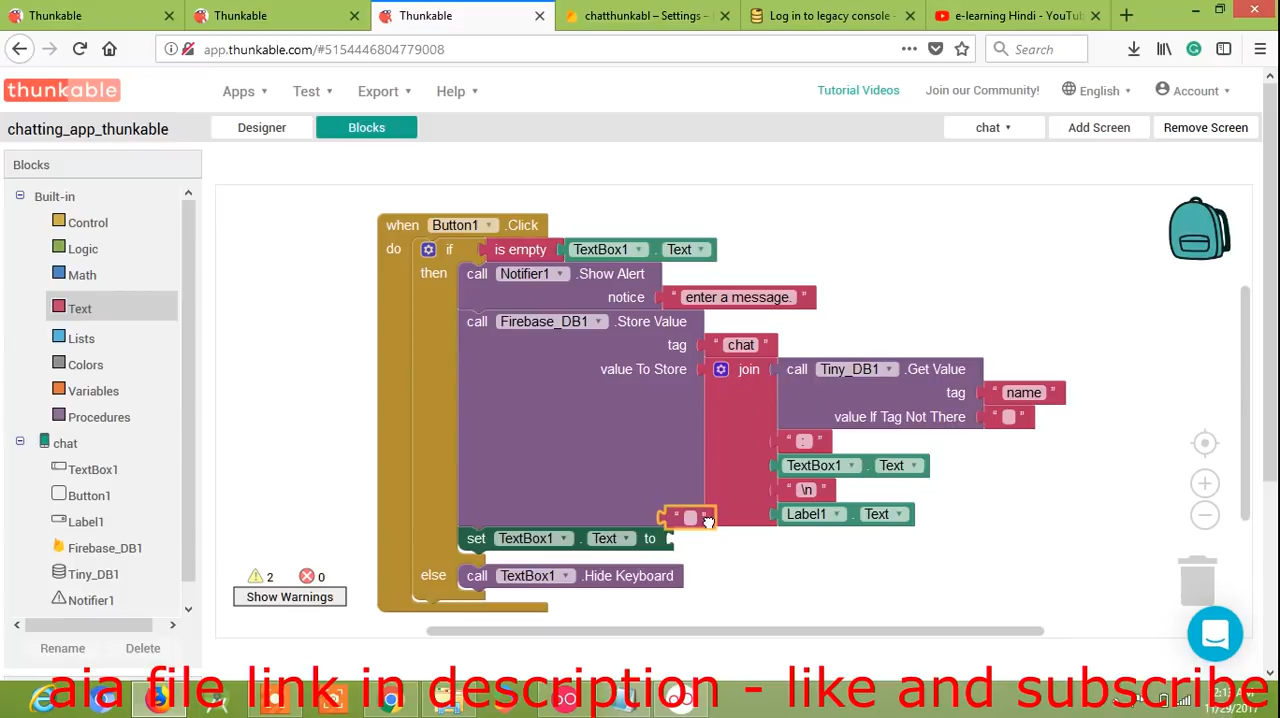 Thunkable
Thunkable
Thunkable
chatthunkabl – Settings –
Log in to legacy console -
e-learning Hindi - YouTu
app.thunkable.com/#5154446804779008
Search
thunkable
Apps
Test
Export
Help
Tutorial Videos
Join our Community!
English
Account
chatting_app_thunkable
Designer
Blocks
chat
Add Screen
Remove Screen
Blocks
Built-in
Control
Logic
Math
Text
Lists
Colors
Variables
Procedures
chat
TextBox1
Button1
Label1
Firebase_DB1
Tiny_DB1
Notifier1
Rename
Delete
when Button1 .Click
do if is empty TextBox1 . Text
then call Notifier1 .Show Alert
notice “ enter a message. ”
call Firebase_DB1 .Store Value
tag “ chat ”
value To Store join call Tiny_DB1 .Get Value
tag “ name ”
value If Tag Not There “ ”
“ : ”
TextBox1 . Text
“ \n ”
Label1 . Text
“ ”
set TextBox1 . Text to
else call TextBox1 .Hide Keyboard
2 0
Show Warnings
aia file link in description - like and subscribe
11/29/2017